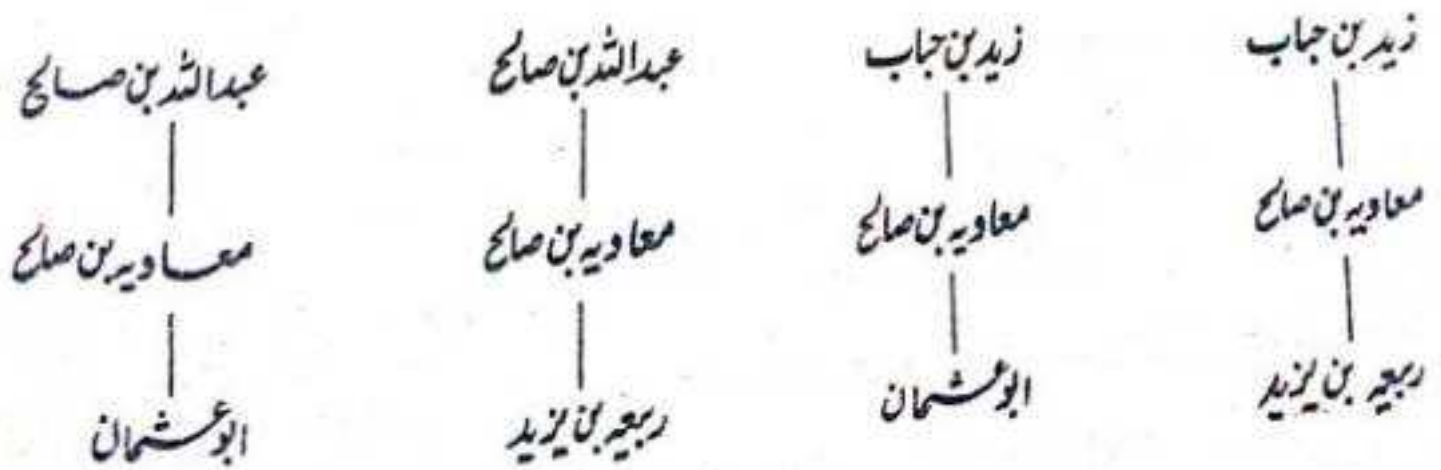 زید بن حباب
معاویہ بن صالح
ربیعہ بن یزید
زید بن حباب
معاویہ بن صالح
ابو عثمان
عبداللہ بن صالح
معاویہ بن صالح
ربیعہ بن یزید
عبداللہ بن صالح
معاویہ بن صالح
ابو عثمان